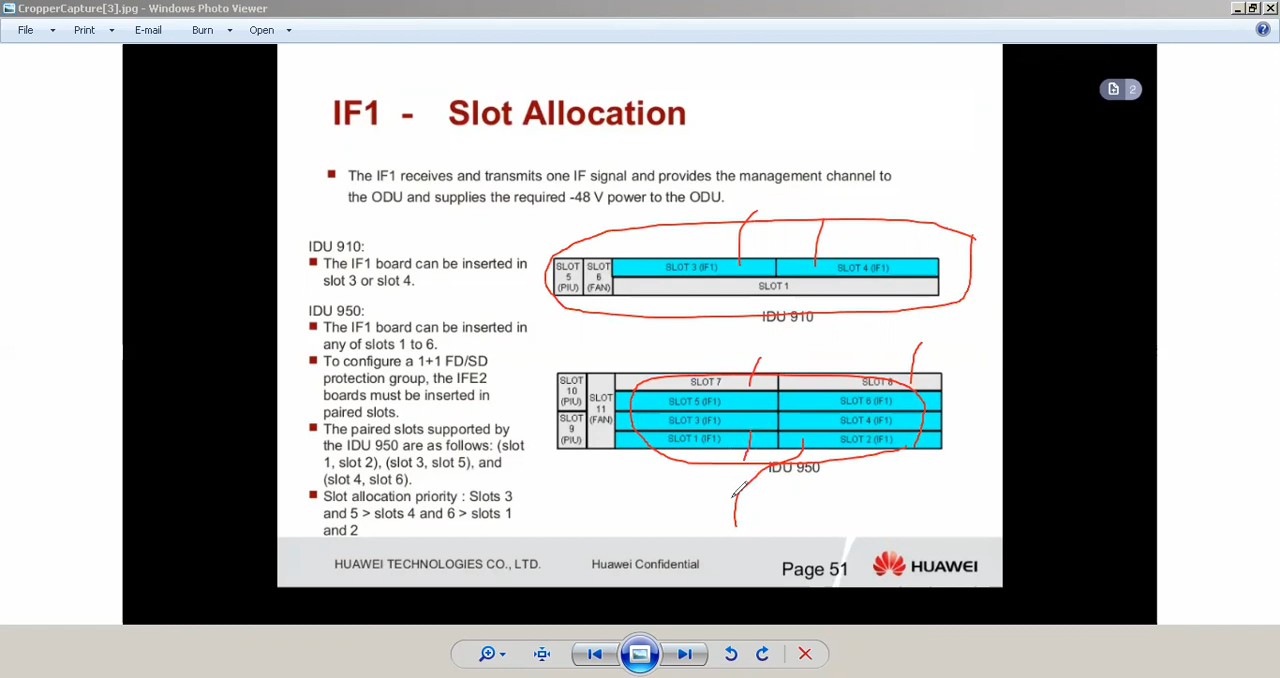 CropperCapture[3].jpg - Windows Photo Viewer
File Print E-mail Burn Open
2
IF1 - Slot Allocation
The IF1 receives and transmits one IF signal and provides the management channel to
the ODU and supplies the required -48 V power to the ODU.
IDU 910:
The IF1 board can be inserted in
slot 3 or slot 4.
IDU 950:
The IF1 board can be inserted in
any of slots 1 to 6.
To configure a 1+1 FD/SD
protection group, the IFE2
boards must be inserted in
paired slots.
The paired slots supported by
the IDU 950 are as follows: (slot
1, slot 2), (slot 3, slot 5), and
(slot 4, slot 6).
Slot allocation priority : Slots 3
and 5 > slots 4 and 6 > slots 1
and 2
SLOT
5
(PIU)
SLOT
6
(FAN)
SLOT 3 (IF1)
SLOT 4 (IF1)
SLOT 1
IDU 910
SLOT
10
(PIU)
SLOT
9
(PIU)
SLOT
11
(FAN)
SLOT 7
SLOT 8
SLOT 5 (IF1)
SLOT 6 (IF1)
SLOT 3 (IF1)
SLOT 4 (IF1)
SLOT 1 (IF1)
SLOT 2 (IF1)
IDU 950
HUAWEI TECHNOLOGIES CO., LTD.
Huawei Confidential
Page 51
HUAWEI